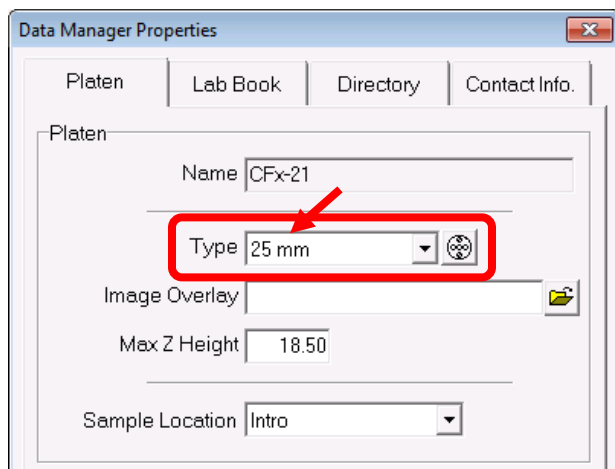 Data Manager Properties
Platen Lab Book Directory Contact Info.
Platen
Name CFx-21
Type 25 mm
Image Overlay
Max Z Height 18.50
Sample Location Intro